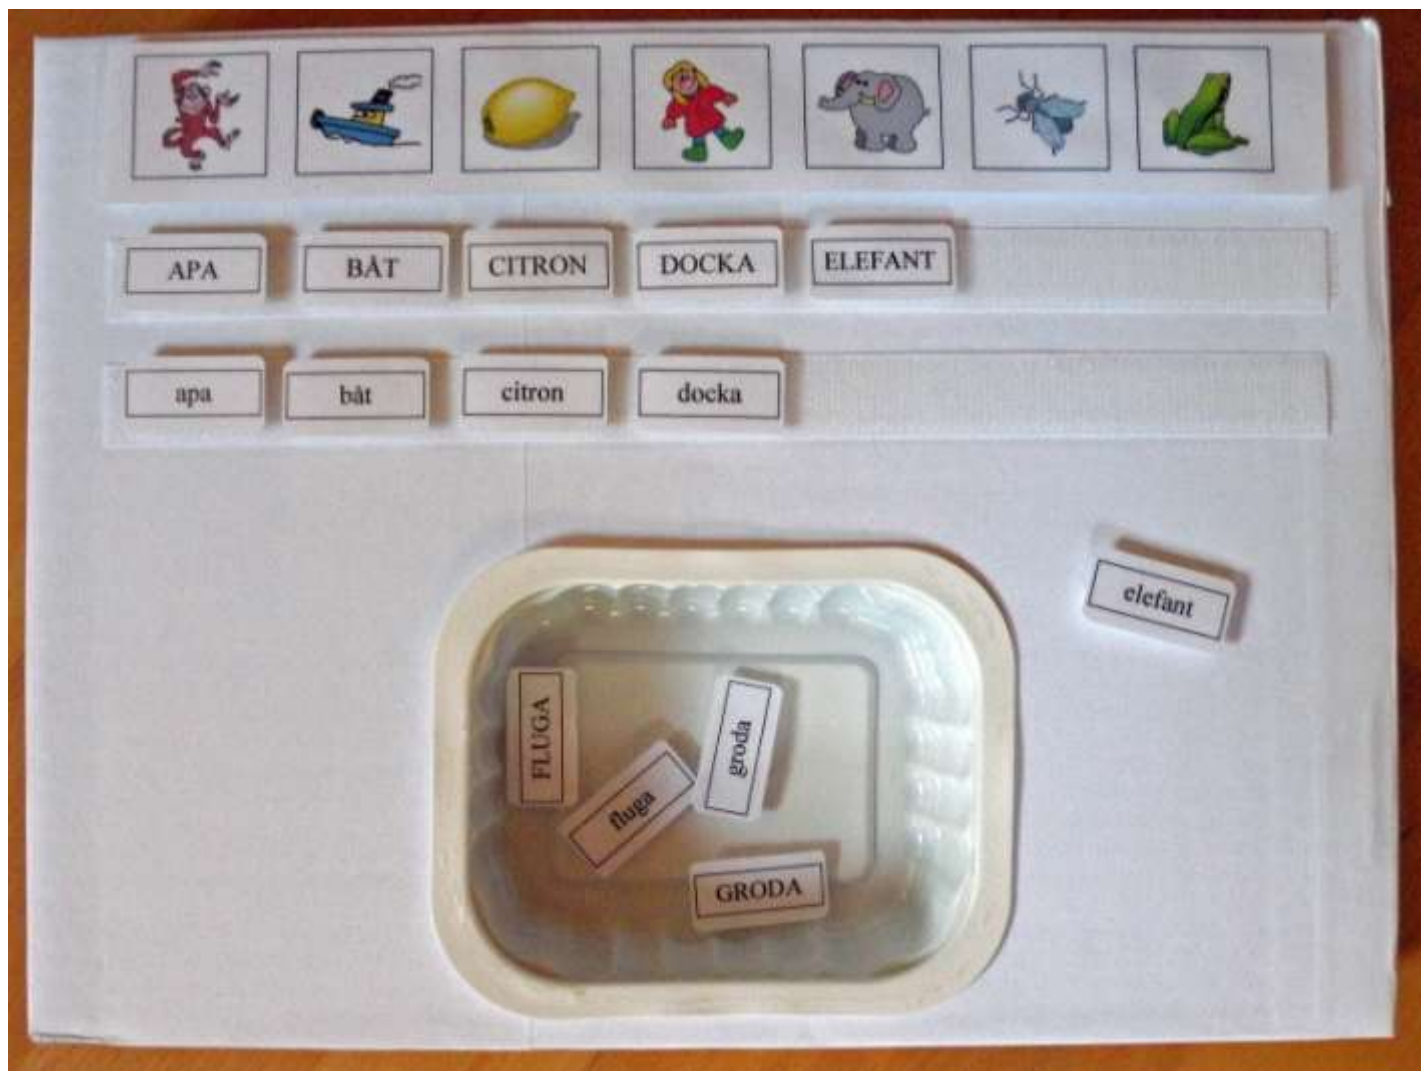 APA BÅT CITRON DOCKA ELEFANT
apa båt citron docka
elefant
FLUGA
groda
fluga
GRODA